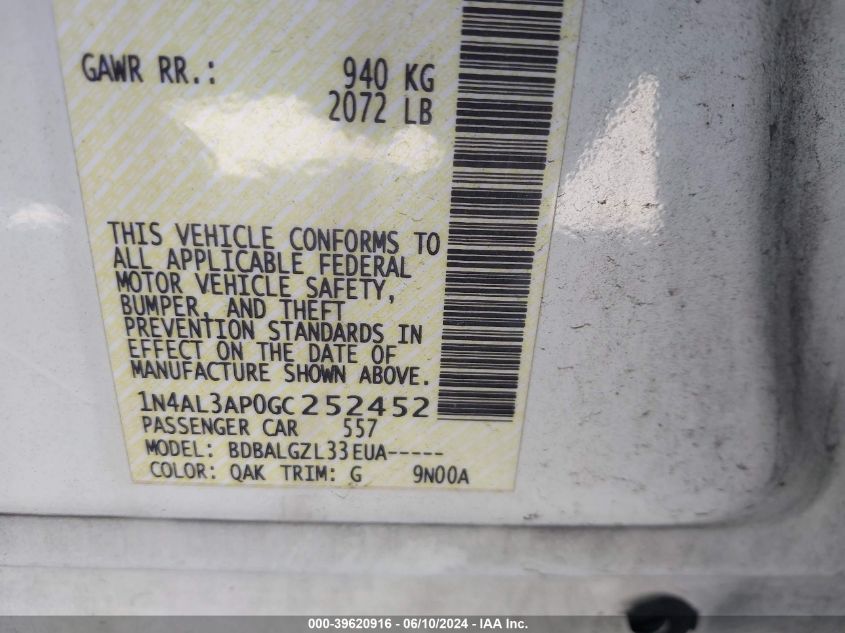 GAWR RR.: 940 KG
2072 LB
THIS VEHICLE CONFORMS TO
ALL APPLICABLE FEDERAL
MOTOR VEHICLE SAFETY,
BUMPER, AND THEFT
PREVENTION STANDARDS IN
EFFECT ON THE DATE OF
MANUFACTURE SHOWN ABOVE.
1N4AL3AP0GC252452
PASSENGER CAR 557
MODEL: BDBALGZL33EUA-----
COLOR: QAK TRIM: G 9N00A
000-39620916 - 06/10/2024 - IAA Inc.